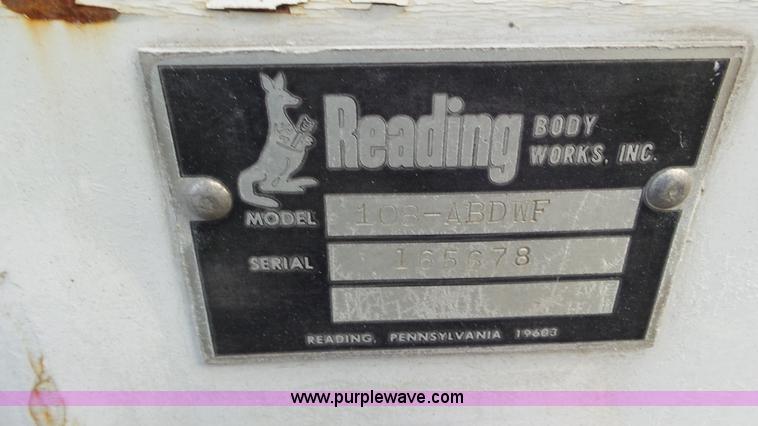 Reading BODY
WORKS, INC.
MODEL 108-ABDWF
SERIAL 165678
READING, PENNSYLVANIA 19603
www.purplewave.com